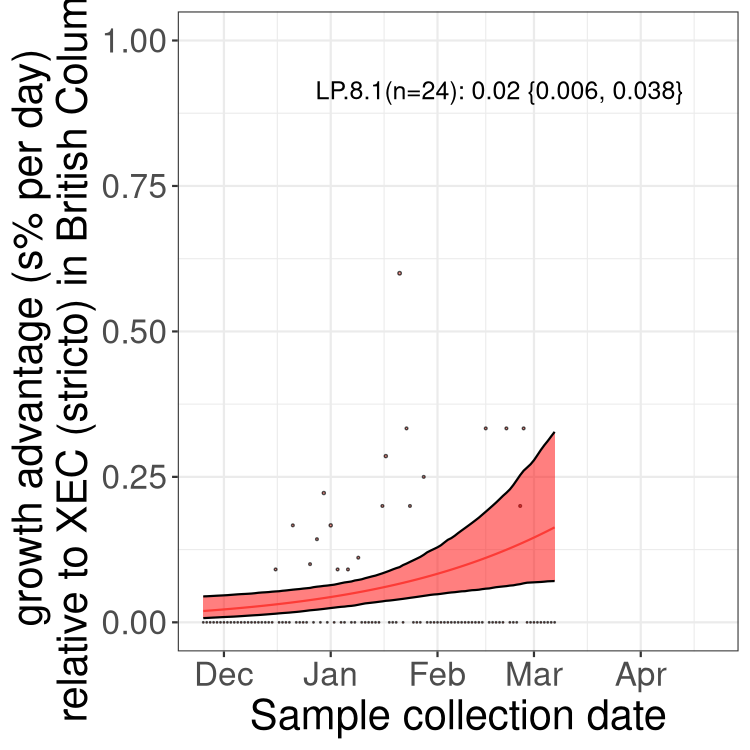 growth advantage (s% per day)
relative to XEC (stricto) in British Colum
1.00
0.75
0.50
0.25
0.00
LP.8.1(n=24): 0.02 {0.006, 0.038}
Dec Jan Feb Mar Apr
Sample collection date